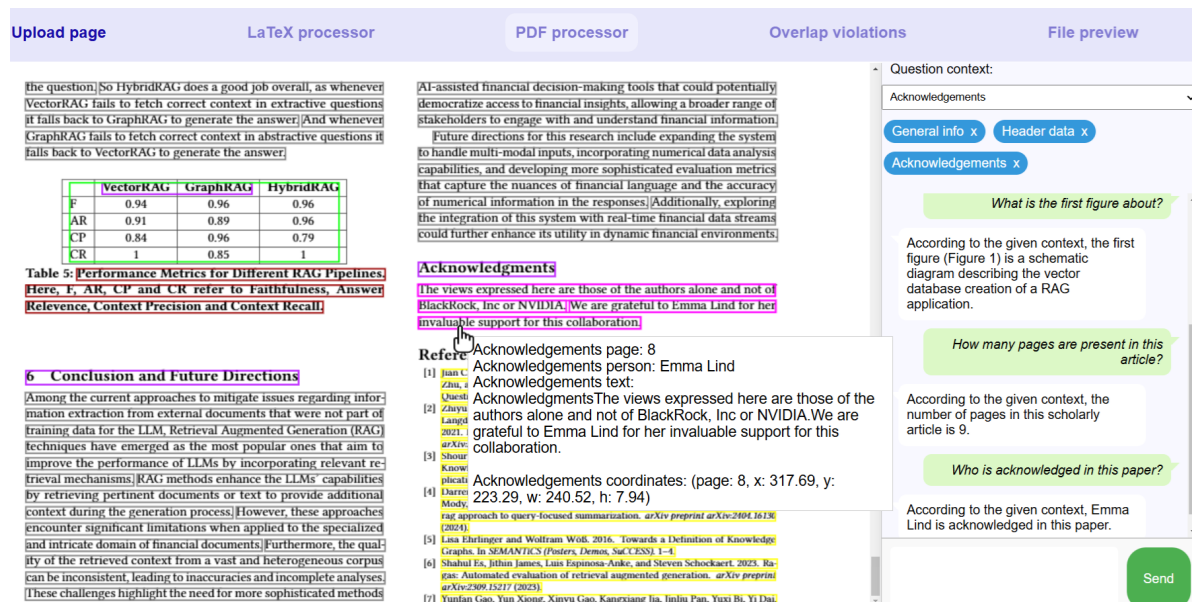 Upload page
LaTeX processor
PDF processor
Overlap violations
File preview
the question. So HybridRAG does a good job overall, as whenever
VectorRAG fails to fetch correct context in extractive questions
it falls back to GraphRAG to generate the answer. And whenever
GraphRAG fails to fetch correct context in abstractive questions it
falls back to VectorRAG to generate the answer.
VectorRAG GraphRAG HybridRAG
F 0.94 0.96 0.96
AR 0.91 0.89 0.96
CP 0.84 0.96 0.79
CR 1 0.85 1
Table 5: Performance Metrics for Different RAG Pipelines.
Here, F, AR, CP and CR refer to Faithfulness, Answer
Relevence, Context Precision and Context Recall.
6 Conclusion and Future Directions
Among the current approaches to mitigate issues regarding infor-
mation extraction from external documents that were not part of
training data for the LLM, Retrieval Augmented Generation (RAG)
techniques have emerged as the most popular ones that aim to
improve the performance of LLMs by incorporating relevant re-
trieval mechanisms. RAG methods enhance the LLMs' capabilities
by retrieving pertinent documents or text to provide additional
context during the generation process. However, these approaches
encounter significant limitations when applied to the specialized
and intricate domain of financial documents. Furthermore, the qual-
ity of the retrieved context from a vast and heterogeneous corpus
can be inconsistent, leading to inaccuracies and incomplete analyses.
These challenges highlight the need for more sophisticated methods
AI-assisted financial decision-making tools that could potentially
democratize access to financial insights, allowing a broader range of
stakeholders to engage with and understand financial information.
Future directions for this research include expanding the system
to handle multi-modal inputs, incorporating numerical data analysis
capabilities, and developing more sophisticated evaluation metrics
that capture the nuances of financial language and the accuracy
of numerical information in the responses. Additionally, exploring
the integration of this system with real-time financial data streams
could further enhance its utility in dynamic financial environments.
Acknowledgments
The views expressed here are those of the authors alone and not of
BlackRock, Inc or NVIDIA. We are grateful to Emma Lind for her
invaluable support for this collaboration.
Refere
[1] Jian C
Zhu, a
Questi
[2] Zhuyu
Langd
2021. 
arXiv:
[3] Shour
Know
plicati
[4] Darre
Mody,
rag approach to query-focused summarization. arXiv preprint arXiv:2404.16130
(2024).
[5] Lisa Ehrlinger and Wolfram Wöß. 2016. Towards a Definition of Knowledge
Graphs. In SEMANTiCS (Posters, Demos, SuCCESS). 1–4.
[6] Shahul Es, Jithin James, Luis Espinosa-Anke, and Steven Schockaert. 2023. Ra-
gas: Automated evaluation of retrieval augmented generation. arXiv preprint
arXiv:2309.15217 (2023).
[7] Yunfan Gao, Yun Xiong, Xinyu Gao, Kangxiang Jia, Jinliu Pan, Yuxi Bi, Yi Dai,
Acknowledgements page: 8
Acknowledgements person: Emma Lind
Acknowledgements text:
AcknowledgmentsThe views expressed here are those of the
authors alone and not of BlackRock, Inc or NVIDIA.We are
grateful to Emma Lind for her invaluable support for this
collaboration.
Acknowledgements coordinates: (page: 8, x: 317.69, y:
223.29, w: 240.52, h: 7.94)
Question context:
Acknowledgements
General info x
Header data x
Acknowledgements x
What is the first figure about?
According to the given context, the first
figure (Figure 1) is a schematic
diagram describing the vector
database creation of a RAG
application.
How many pages are present in this
article?
According to the given context, the
number of pages in this scholarly
article is 9.
Who is acknowledged in this paper?
According to the given context, Emma
Lind is acknowledged in this paper.
Send